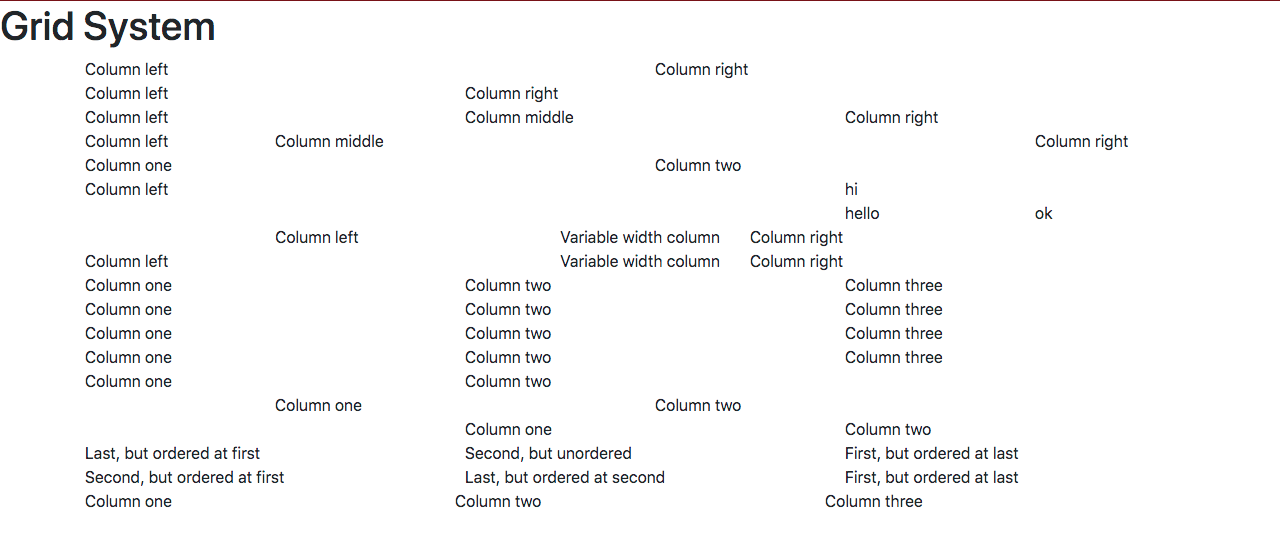 Grid System
Column left Column right
Column left Column right
Column left Column middle Column right
Column left Column middle Column right
Column one Column two
Column left hi
hello ok
Column left Variable width column Column right
Column left Variable width column Column right
Column one Column two Column three
Column one Column two Column three
Column one Column two Column three
Column one Column two Column three
Column one Column two
Column one Column two
Column one Column two
Last, but ordered at first Second, but unordered First, but ordered at last
Second, but ordered at first Last, but ordered at second First, but ordered at last
Column one Column two Column three